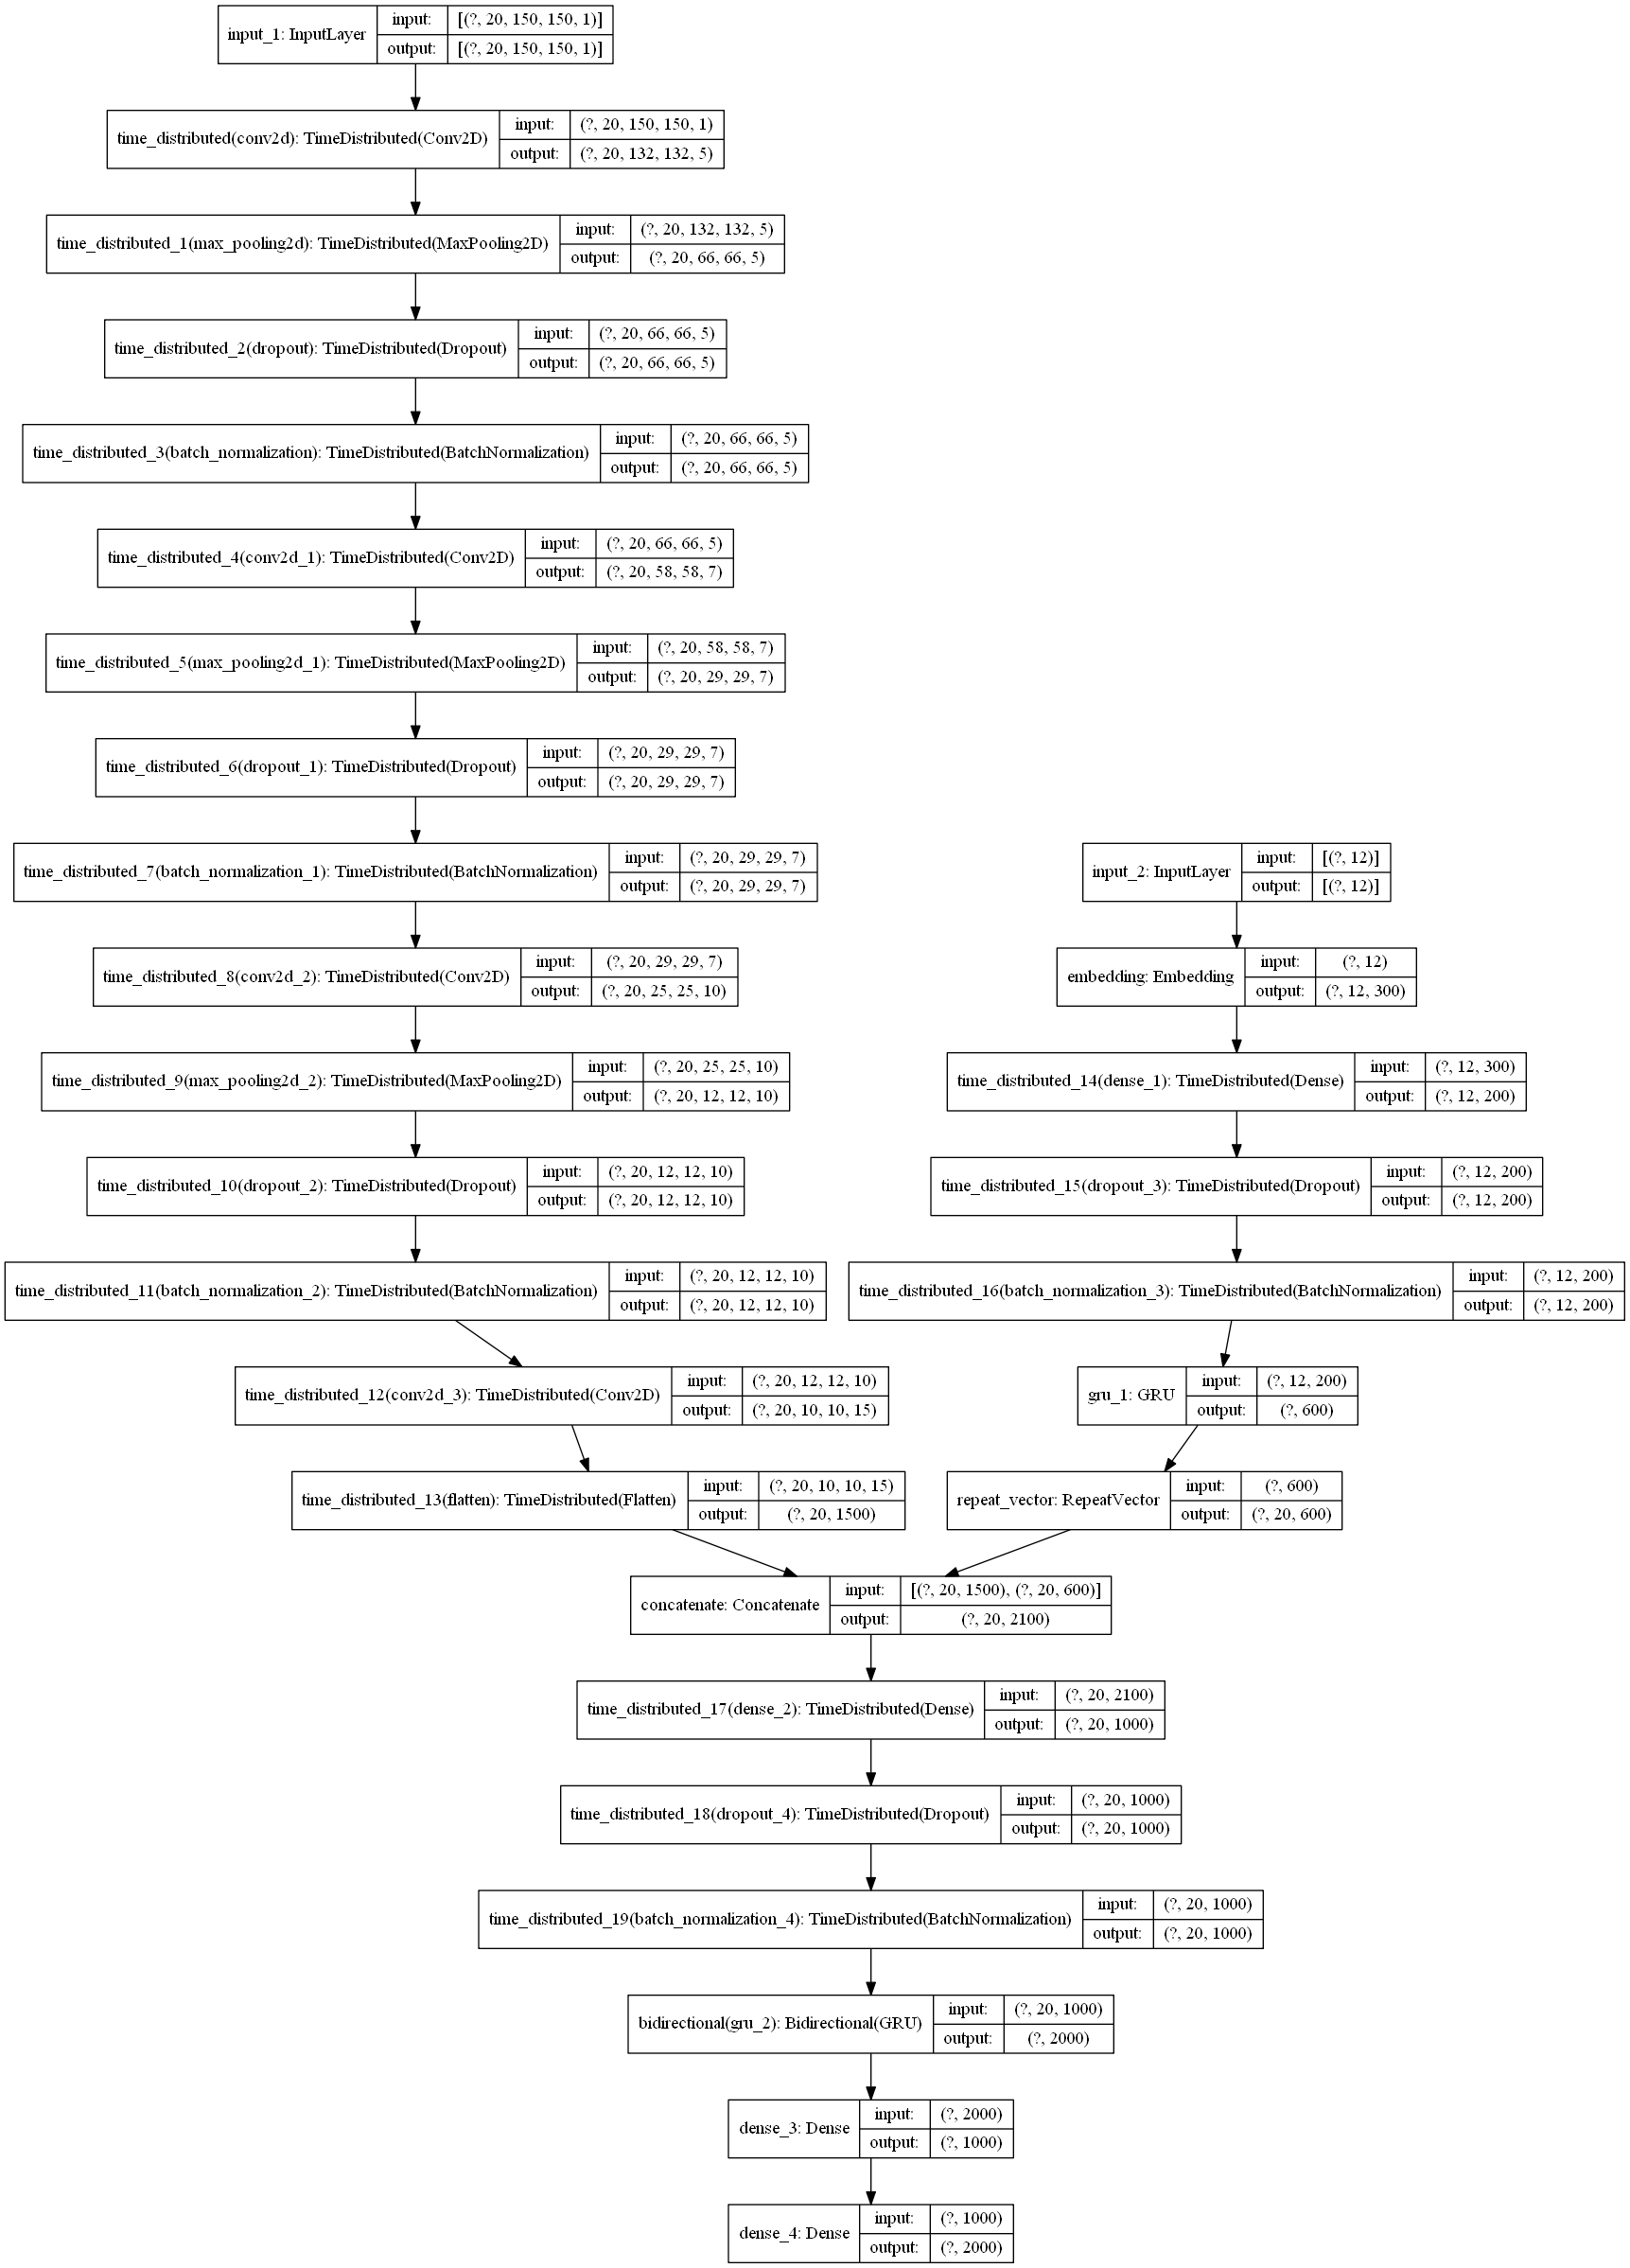 input_1: InputLayer
input: [(?, 20, 150, 150, 1)]
output: [(?, 20, 150, 150, 1)]
time_distributed(conv2d): TimeDistributed(Conv2D)
input: (?, 20, 150, 150, 1)
output: (?, 20, 132, 132, 5)
time_distributed_1(max_pooling2d): TimeDistributed(MaxPooling2D)
input: (?, 20, 132, 132, 5)
output: (?, 20, 66, 66, 5)
time_distributed_2(dropout): TimeDistributed(Dropout)
input: (?, 20, 66, 66, 5)
output: (?, 20, 66, 66, 5)
time_distributed_3(batch_normalization): TimeDistributed(BatchNormalization)
input: (?, 20, 66, 66, 5)
output: (?, 20, 66, 66, 5)
time_distributed_4(conv2d_1): TimeDistributed(Conv2D)
input: (?, 20, 66, 66, 5)
output: (?, 20, 58, 58, 7)
time_distributed_5(max_pooling2d_1): TimeDistributed(MaxPooling2D)
input: (?, 20, 58, 58, 7)
output: (?, 20, 29, 29, 7)
time_distributed_6(dropout_1): TimeDistributed(Dropout)
input: (?, 20, 29, 29, 7)
output: (?, 20, 29, 29, 7)
time_distributed_7(batch_normalization_1): TimeDistributed(BatchNormalization)
input: (?, 20, 29, 29, 7)
output: (?, 20, 29, 29, 7)
input_2: InputLayer
input: [(?, 12)]
output: [(?, 12)]
time_distributed_8(conv2d_2): TimeDistributed(Conv2D)
input: (?, 20, 29, 29, 7)
output: (?, 20, 25, 25, 10)
embedding: Embedding
input: (?, 12)
output: (?, 12, 300)
time_distributed_9(max_pooling2d_2): TimeDistributed(MaxPooling2D)
input: (?, 20, 25, 25, 10)
output: (?, 20, 12, 12, 10)
time_distributed_14(dense_1): TimeDistributed(Dense)
input: (?, 12, 300)
output: (?, 12, 200)
time_distributed_10(dropout_2): TimeDistributed(Dropout)
input: (?, 20, 12, 12, 10)
output: (?, 20, 12, 12, 10)
time_distributed_15(dropout_3): TimeDistributed(Dropout)
input: (?, 12, 200)
output: (?, 12, 200)
time_distributed_11(batch_normalization_2): TimeDistributed(BatchNormalization)
input: (?, 20, 12, 12, 10)
output: (?, 20, 12, 12, 10)
time_distributed_16(batch_normalization_3): TimeDistributed(BatchNormalization)
input: (?, 12, 200)
output: (?, 12, 200)
time_distributed_12(conv2d_3): TimeDistributed(Conv2D)
input: (?, 20, 12, 12, 10)
output: (?, 20, 10, 10, 15)
gru_1: GRU
input: (?, 12, 200)
output: (?, 600)
time_distributed_13(flatten): TimeDistributed(Flatten)
input: (?, 20, 10, 10, 15)
output: (?, 20, 1500)
repeat_vector: RepeatVector
input: (?, 600)
output: (?, 20, 600)
concatenate: Concatenate
input: [(?, 20, 1500), (?, 20, 600)]
output: (?, 20, 2100)
time_distributed_17(dense_2): TimeDistributed(Dense)
input: (?, 20, 2100)
output: (?, 20, 1000)
time_distributed_18(dropout_4): TimeDistributed(Dropout)
input: (?, 20, 1000)
output: (?, 20, 1000)
time_distributed_19(batch_normalization_4): TimeDistributed(BatchNormalization)
input: (?, 20, 1000)
output: (?, 20, 1000)
bidirectional(gru_2): Bidirectional(GRU)
input: (?, 20, 1000)
output: (?, 2000)
dense_3: Dense
input: (?, 2000)
output: (?, 1000)
dense_4: Dense
input: (?, 1000)
output: (?, 2000)